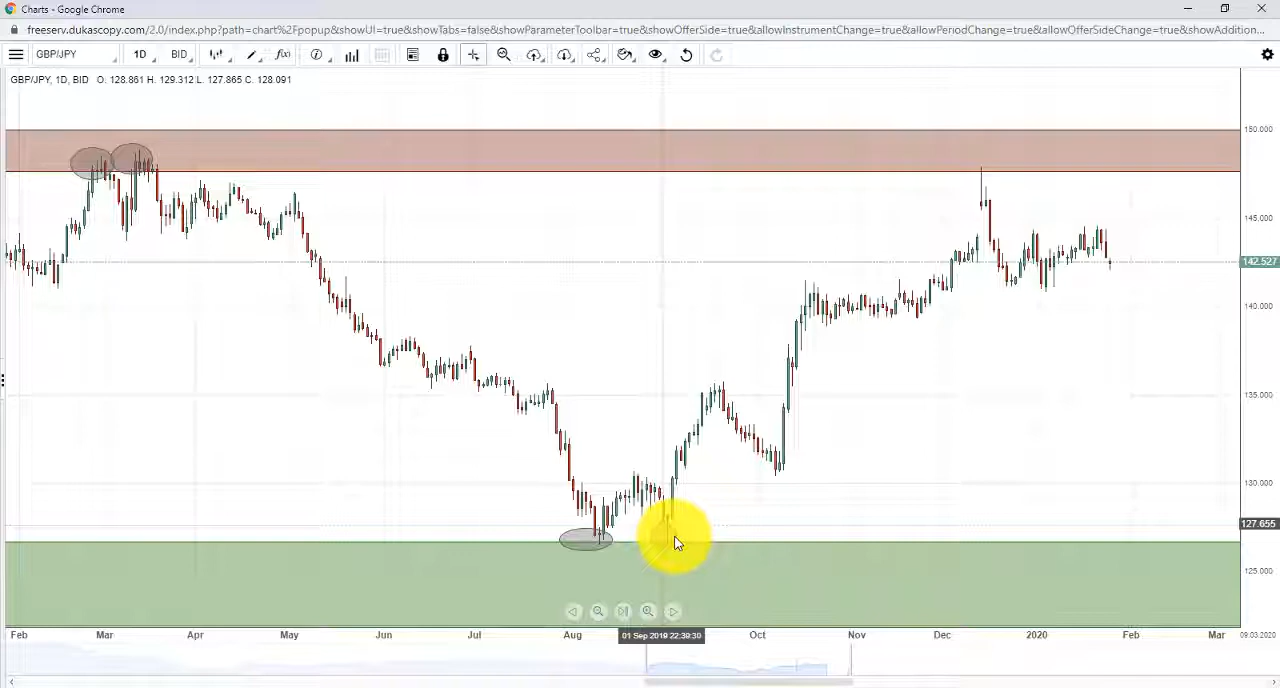 Charts - Google Chrome
freeserv.dukascopy.com/2.0/index.php?path=chart%2Fpopup&showUI=true&showTabs=false&showParameterToolbar=true&showOfferSide=true&allowInstrumentChange=true&allowPeriodChange=true&allowOfferSideChange=true&showAddition...
GBP/JPY 1D BID f(x)
GBP/JPY, 1D, BID O. 128.861 H. 129.312 L. 127.865 C. 128.091
150.000
145.000
142.527
140.000
135.000
130.000
127.655
125.000
Feb Mar Apr May Jun Jul Aug 01 Sep 2019 22:39:30 Oct Nov Dec 2020 Feb Mar 09.03.2020